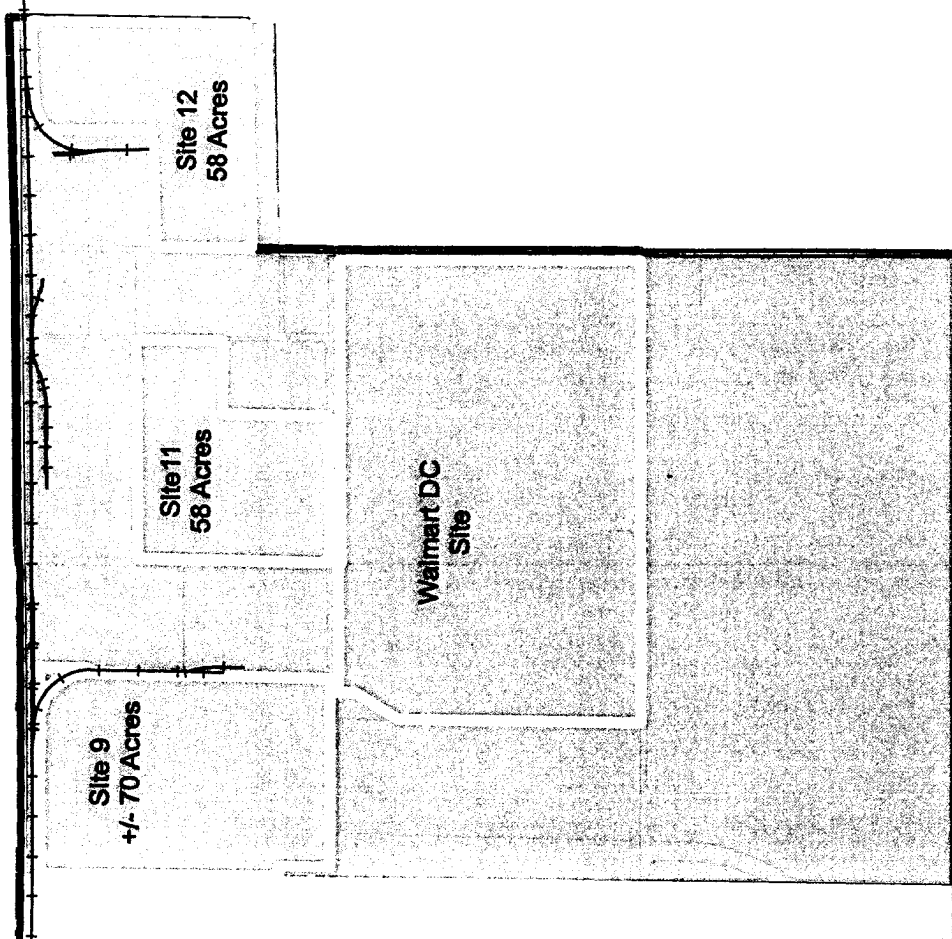 Site 12
58 Acres
Site11
58 Acres
Walmart DC
Site
Site 9
+/- 70 Acres